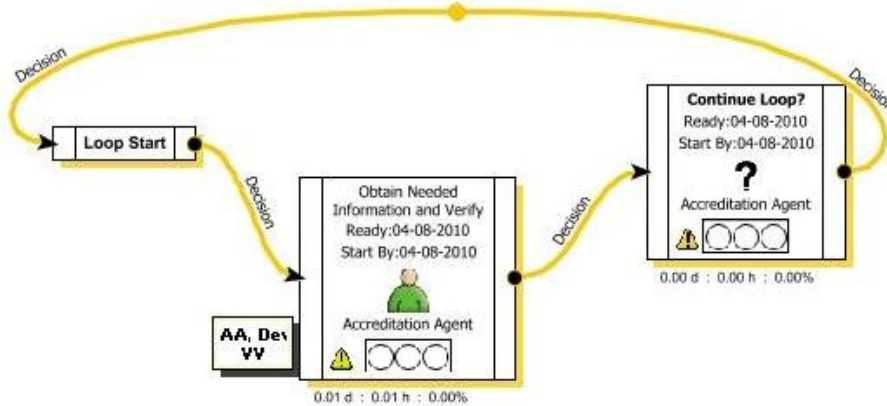 Decision
Decision
Loop Start
Decision
Obtain Needed
Information and Verify
Ready:04-08-2010
Start By:04-08-2010
Accreditation Agent
AA, Dev
VV
0.01 d : 0.01 h : 0.00%
Decision
Continue Loop?
Ready:04-08-2010
Start By:04-08-2010
?
Accreditation Agent
0.00 d : 0.00 h : 0.00%